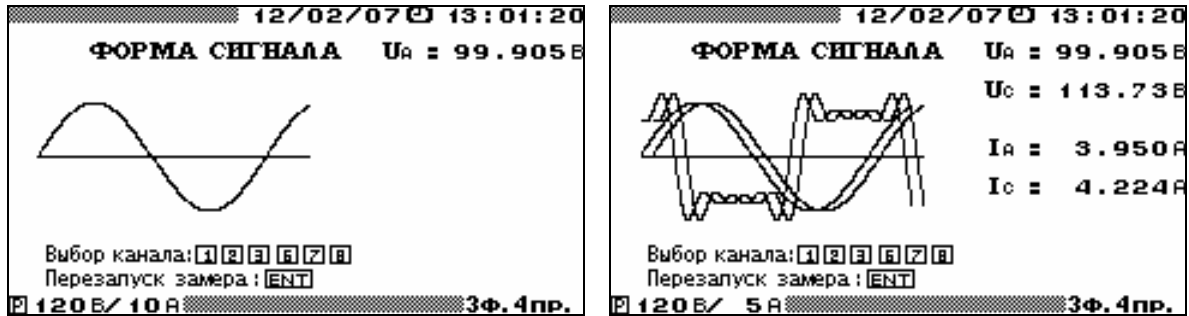 12/02/07 13:01:20
ФОРМА СИГНАЛА UA = 99.905В
Выбор канала: 1 2 3 6 7 8
Перезапуск замера: ENT
P 120В/ 10А 3Ф.4пр.
12/02/07 13:01:20
ФОРМА СИГНАЛА UA = 99.905В
UC = 113.73В
IA = 3.950А
IC = 4.224А
Выбор канала: 1 2 3 6 7 8
Перезапуск замера: ENT
P 120В/ 5А 3Ф.4пр.